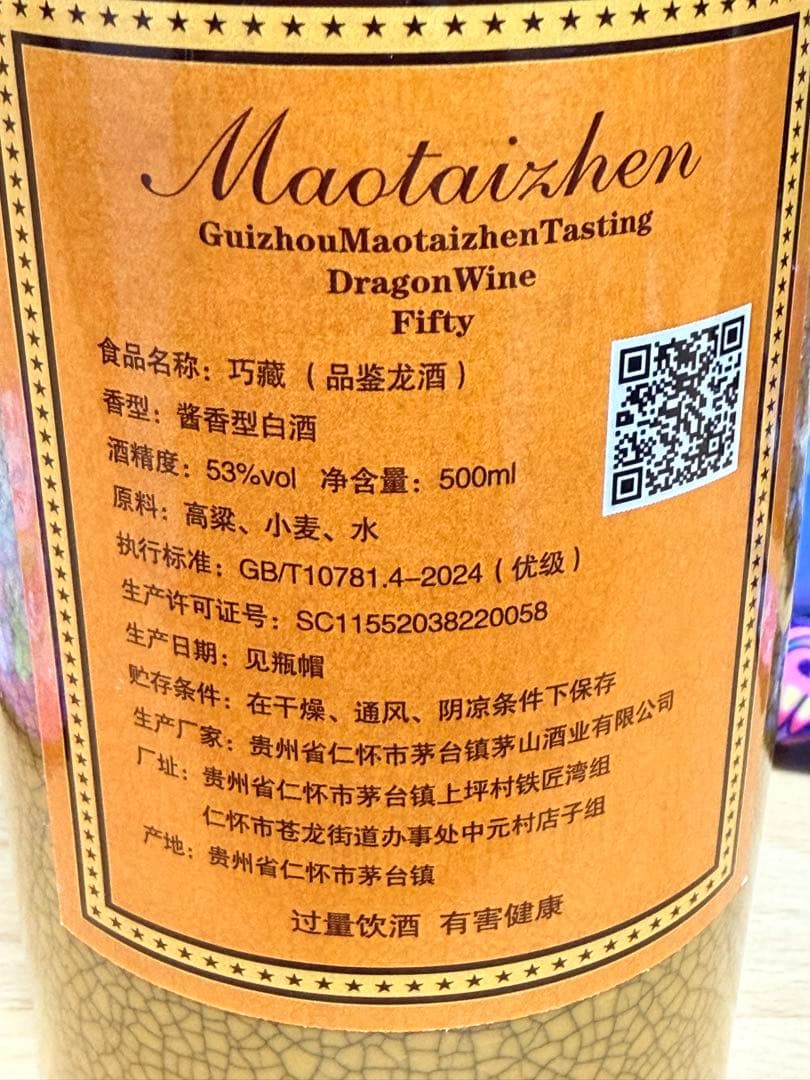 Maotaizhen
GuizhouMaotaizhenTasting
DragonWine
Fifty
食品名称：巧藏（品鉴龙酒）
香型：酱香型白酒
酒精度：53%vol 净含量：500ml
原料：高粱、小麦、水
执行标准：GB/T10781.4–2024（优级）
生产许可证号：SC11552038220058
生产日期：见瓶帽
贮存条件：在干燥、通风、阴凉条件下保存
生产厂家：贵州省仁怀市茅台镇茅山酒业有限公司
厂址：贵州省仁怀市茅台镇上坪村铁匠湾组
仁怀市苍龙街道办事处中元村店子组
产地：贵州省仁怀市茅台镇
过量饮酒 有害健康